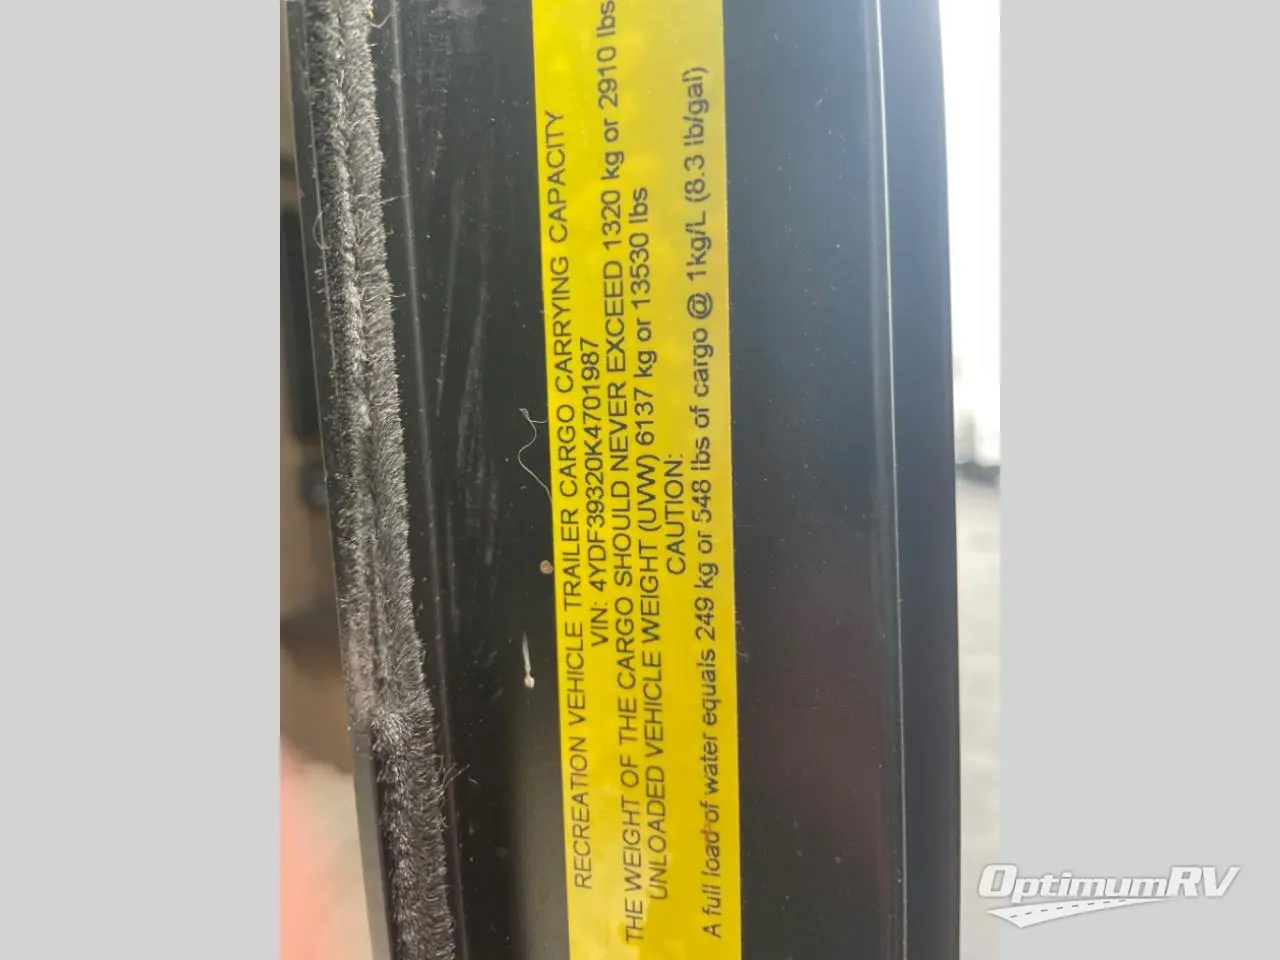 RECREATION VEHICLE TRAILER CARGO CARRYING CAPACITY
VIN: 4YDF39320K4701987
THE WEIGHT OF THE CARGO SHOULD NEVER EXCEED 1320 kg or 2910 lbs
UNLOADED VEHICLE WEIGHT (UVW) 6137 kg or 13530 lbs
CAUTION:
A full load of water equals 249 kg or 548 lbs of cargo @ 1kg/L (8.3 lb/gal)
OptimumRV